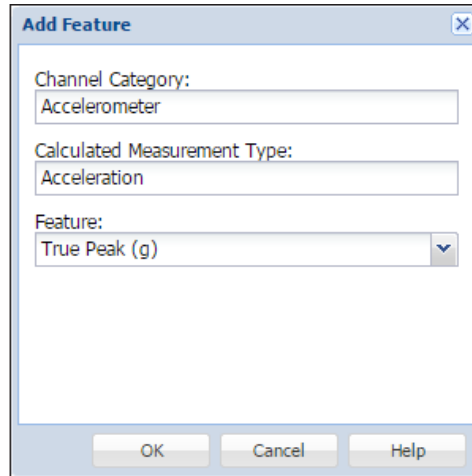 Add Feature
Channel Category:
Accelerometer
Calculated Measurement Type:
Acceleration
Feature:
True Peak (g)
OK Cancel Help